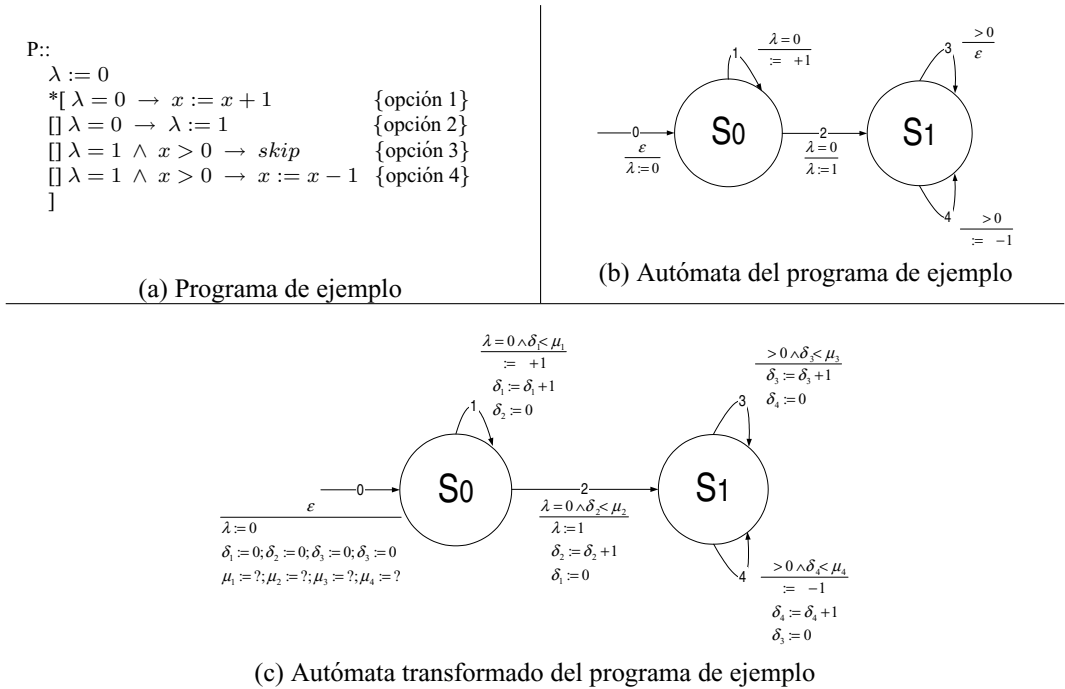 P::
λ := 0
*[ λ = 0 → x := x + 1 {opción 1}
[] λ = 0 → λ := 1 {opción 2}
[] λ = 1 ∧ x > 0 → skip {opción 3}
[] λ = 1 ∧ x > 0 → x := x − 1 {opción 4}
]
(a) Programa de ejemplo
1
λ = 0
:= +1
3
> 0
ε
S0
S1
0
ε
λ := 0
2
λ = 0
λ := 1
4
> 0
:= −1
(b) Autómata del programa de ejemplo
λ = 0 ∧ δ₁ < μ₁
:= +1
δ₁ := δ₁ + 1
δ₂ := 0
1
> 0 ∧ δ₃ < μ₃
δ₃ := δ₃ + 1
δ₄ := 0
3
S0
S1
0
ε
λ := 0
δ₁ := 0; δ₂ := 0; δ₃ := 0; δ₃ := 0
μ₁ := ?; μ₂ := ?; μ₃ := ?; μ₄ := ?
2
λ = 0 ∧ δ₂ < μ₂
λ := 1
δ₂ := δ₂ + 1
δ₁ := 0
4
> 0 ∧ δ₄ < μ₄
:= −1
δ₄ := δ₄ + 1
δ₃ := 0
(c) Autómata transformado del programa de ejemplo